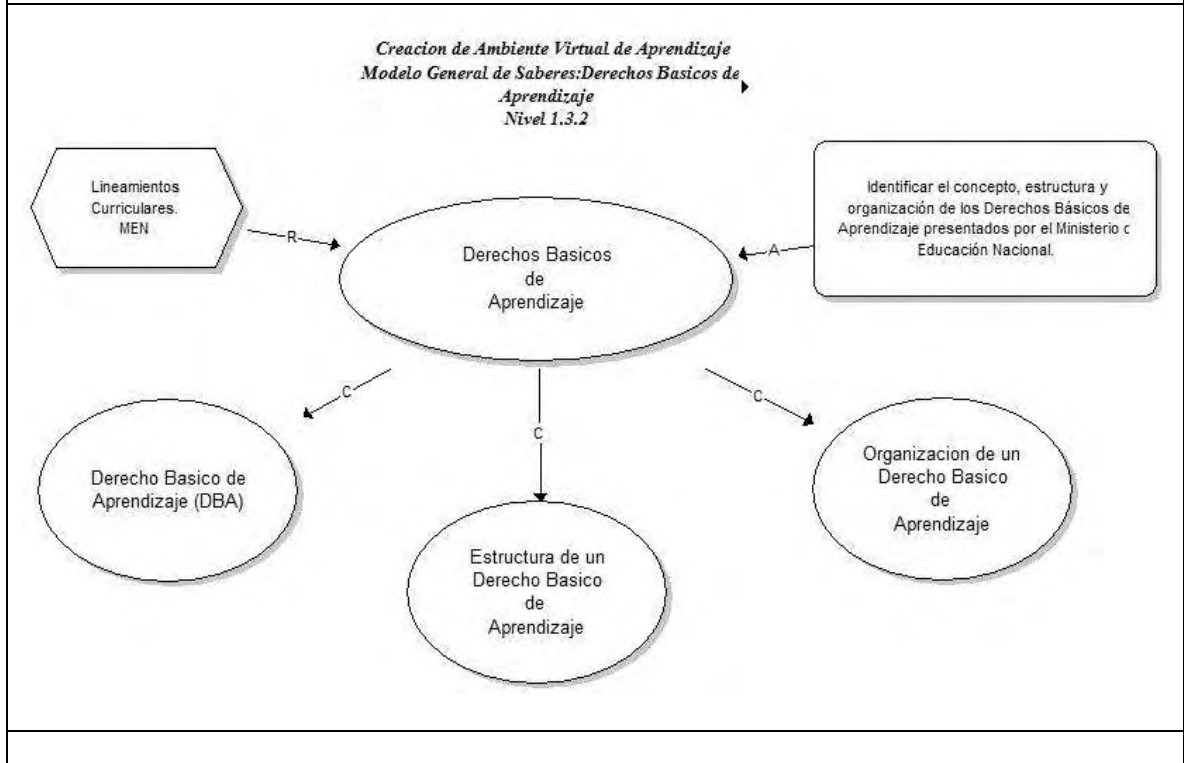 Creacion de Ambiente Virtual de Aprendizaje
Modelo General de Saberes:Derechos Basicos de
Aprendizaje
Nivel 1.3.2
Lineamientos
Curriculares.
MEN
R
Derechos Basicos
de
Aprendizaje
A
Identificar el concepto, estructura y
organización de los Derechos Básicos de
Aprendizaje presentados por el Ministerio
Educación Nacional.
C
C
C
Derecho Basico de
Aprendizaje (DBA)
Estructura de un
Derecho Basico
de
Aprendizaje
Organizacion de un
Derecho Basico
de
Aprendizaje